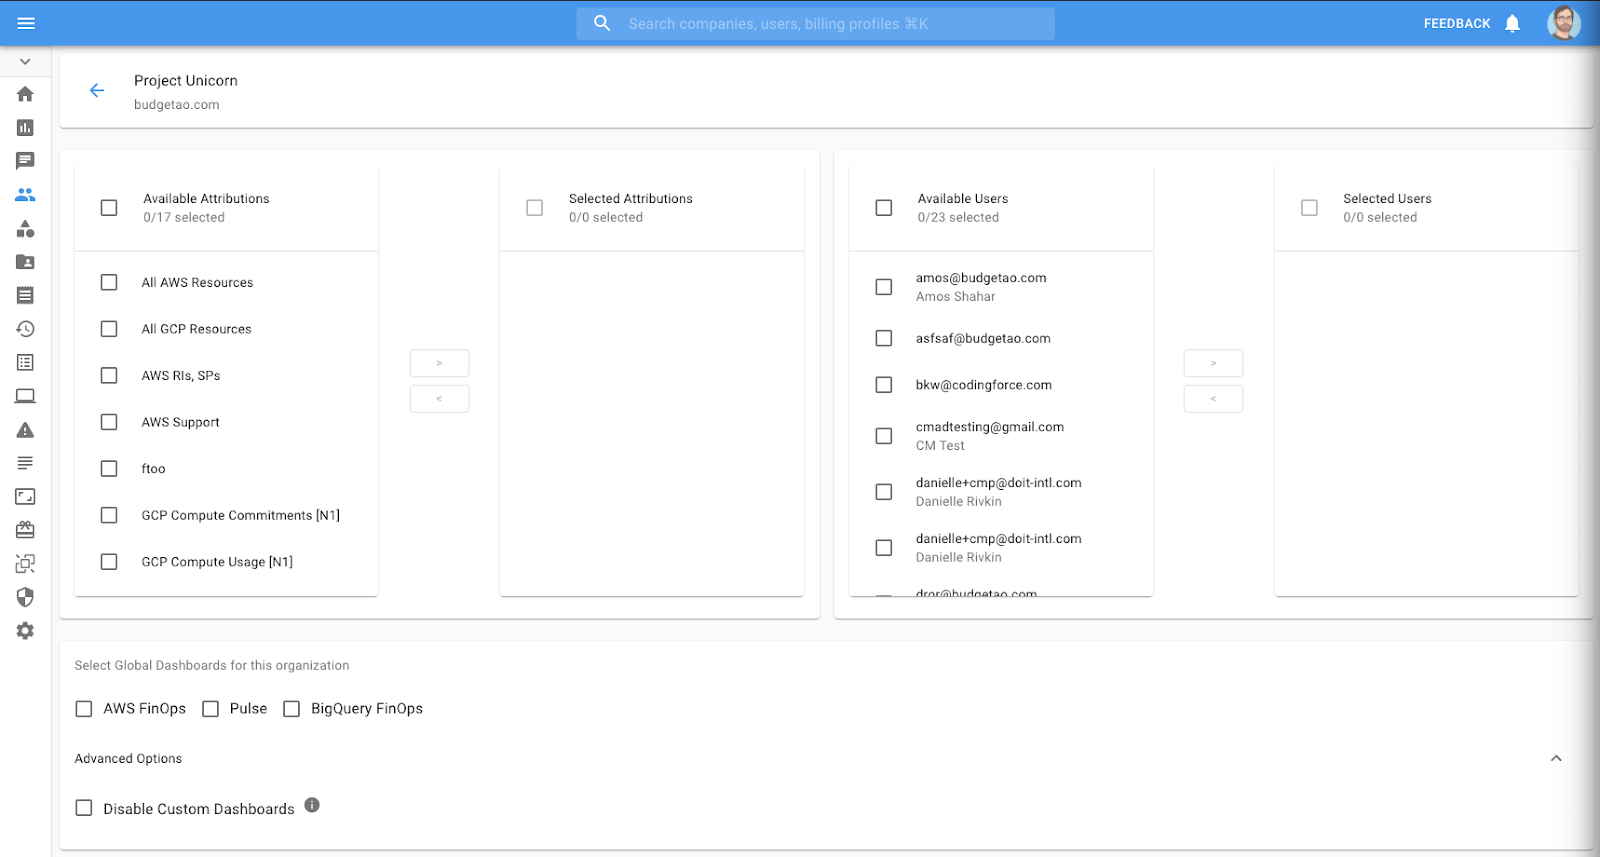 Search companies, users, billing profiles ⌘K
FEEDBACK
Project Unicorn
budgetao.com
Available Attributions
0/17 selected
All AWS Resources
All GCP Resources
AWS RIs, SPs
AWS Support
ftoo
GCP Compute Commitments [N1]
GCP Compute Usage [N1]
>
<
Selected Attributions
0/0 selected
Available Users
0/23 selected
amos@budgetao.com
Amos Shahar
asfsaf@budgetao.com
bkw@codingforce.com
cmadtesting@gmail.com
CM Test
danielle+cmp@doit-intl.com
Danielle Rivkin
danielle+cmp@doit-intl.com
Danielle Rivkin
dror@budgetao.com
>
<
Selected Users
0/0 selected
Select Global Dashboards for this organization
AWS FinOps
Pulse
BigQuery FinOps
Advanced Options
Disable Custom Dashboards